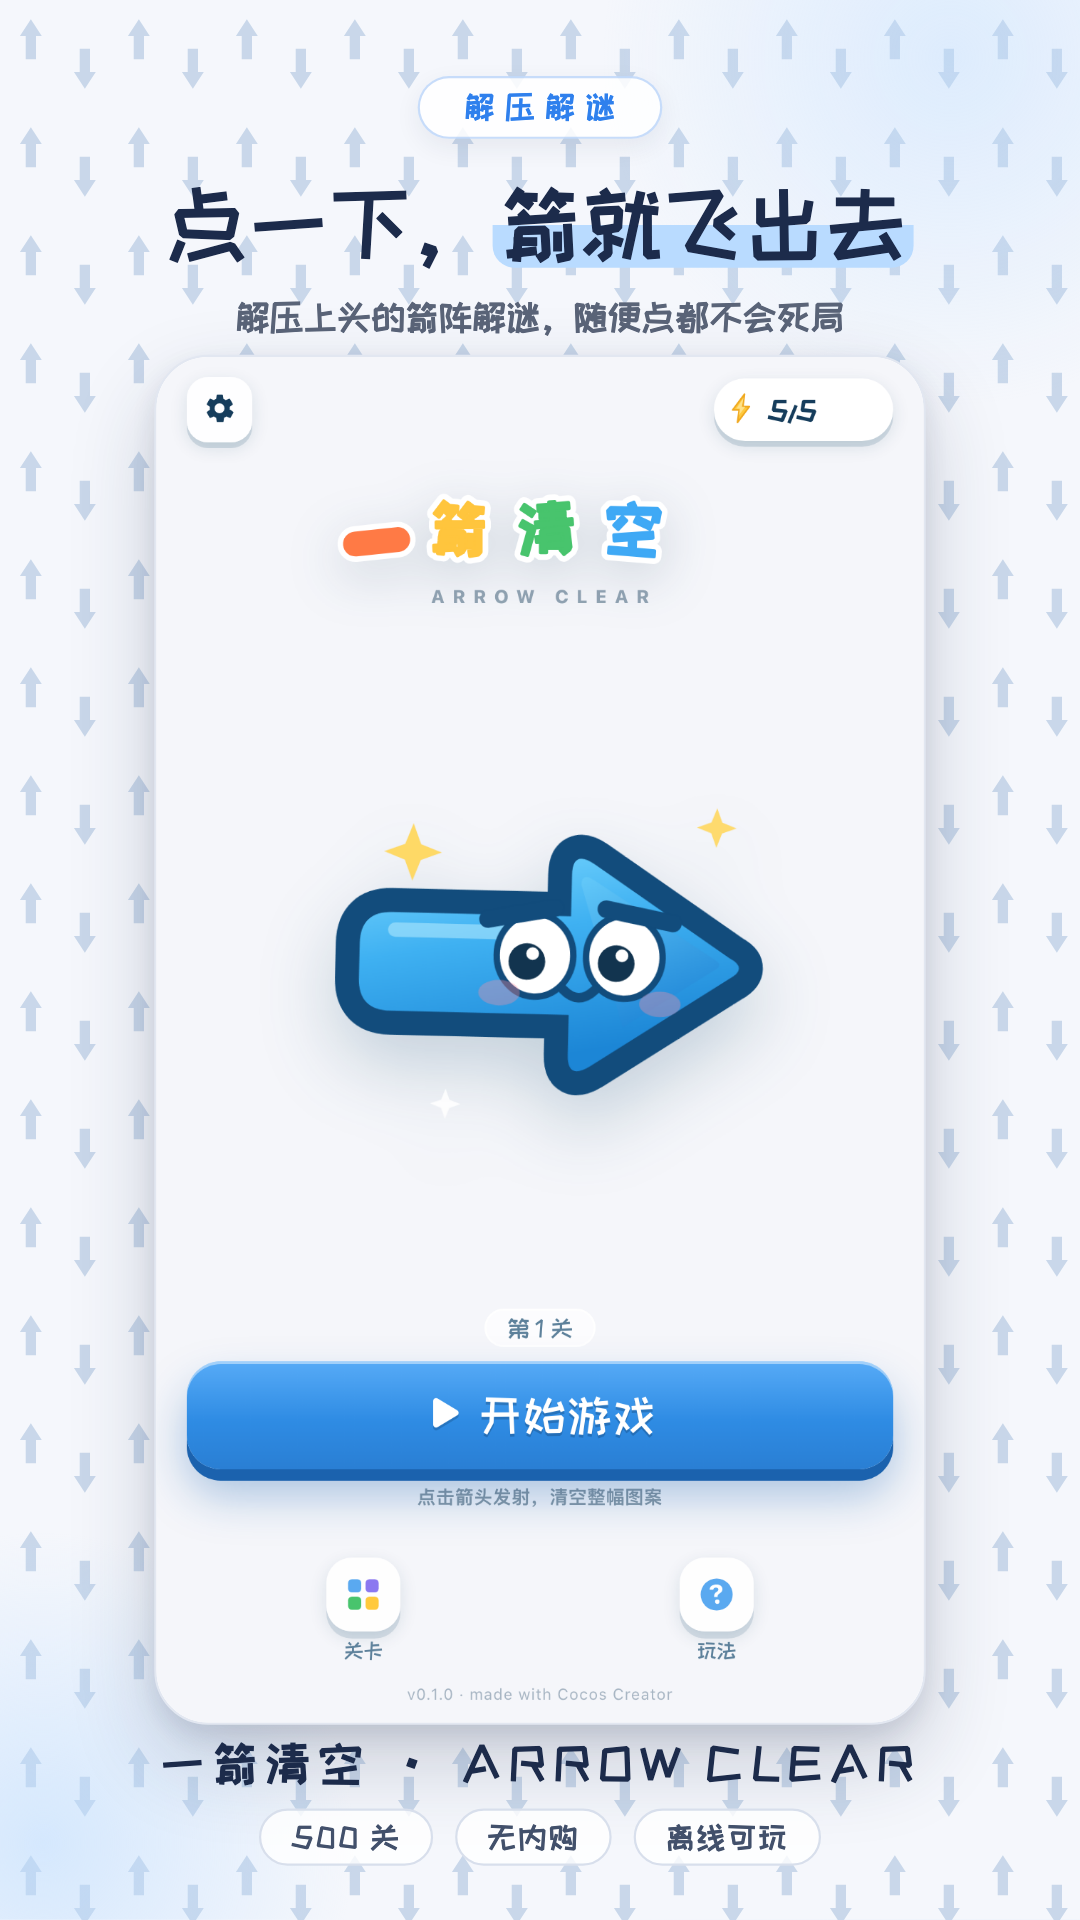 解压解谜
点一下，箭就飞出去
解压上头的箭阵解谜，随便点都不会死局
5/5
一箭清空
ARROW CLEAR
第1关
开始游戏
点击箭头发射，清空整幅图案
关卡
玩法
v0.1.0 · made with Cocos Creator
一箭清空 · ARROW CLEAR
500 关
无内购
离线可玩